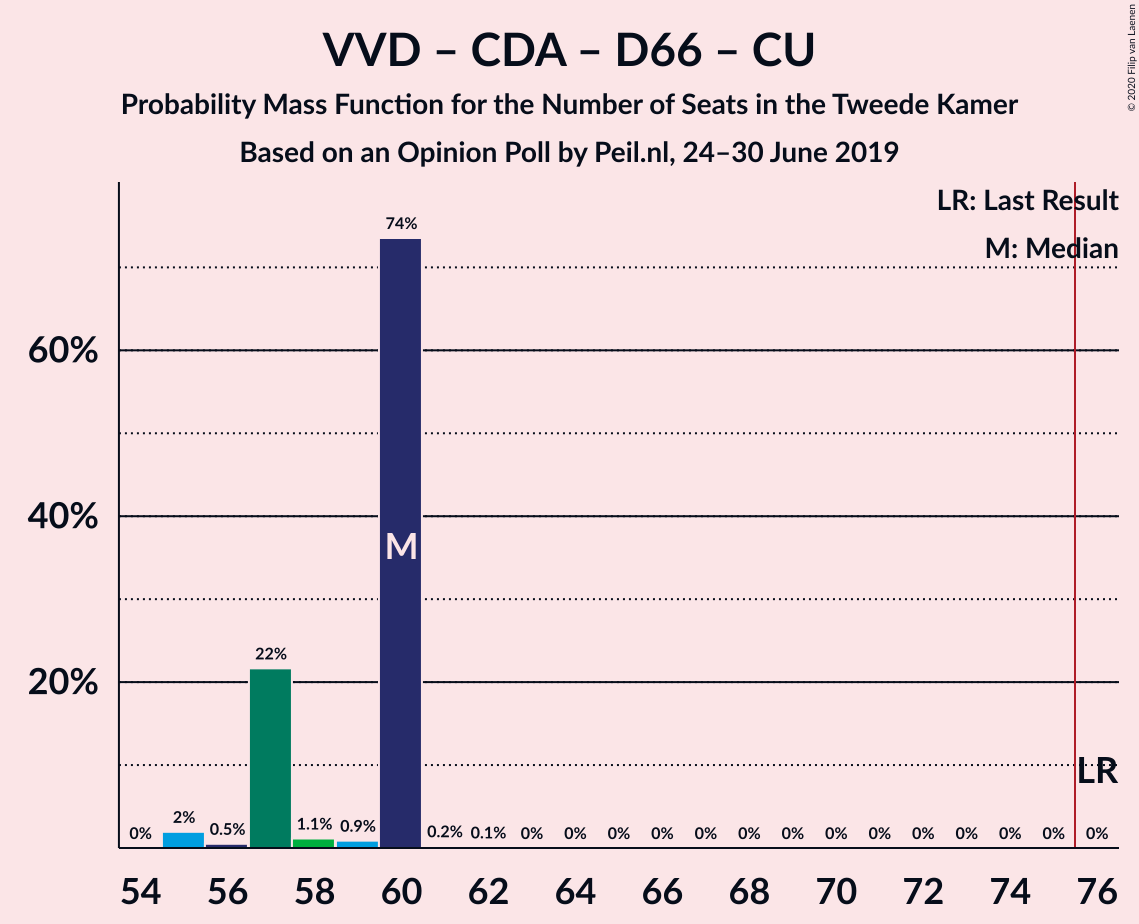 VVD – CDA – D66 – CU
Probability Mass Function for the Number of Seats in the Tweede Kamer
Based on an Opinion Poll by Peil.nl, 24–30 June 2019
© 2020 Filip van Laenen
LR: Last Result
M: Median
60%
40%
20%
0% 2% 0.5% 22% 1.1% 0.9% 74% 0.2% 0.1% 0% 0% 0% 0% 0% 0% 0% 0% 0% 0% 0% 0% 0% 0%
M
LR
54 56 58 60 62 64 66 68 70 72 74 76